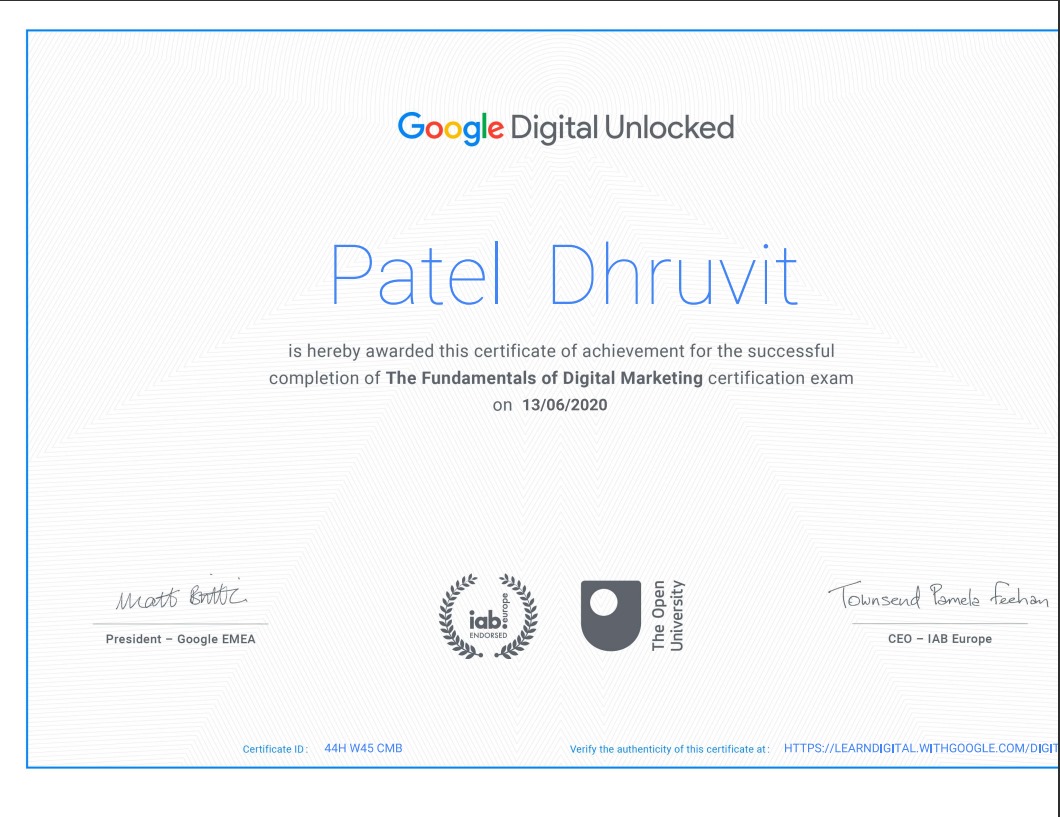 Google Digital Unlocked
Patel Dhruvit
is hereby awarded this certificate of achievement for the successful
completion of The Fundamentals of Digital Marketing certification exam
on 13/06/2020
Matt Brittin
President – Google EMEA
iab.europe
ENDORSED
The Open
University
Townsend Pamela Feehan
CEO – IAB Europe
Certificate ID: 44H W45 CMB
Verify the authenticity of this certificate at: HTTPS://LEARNDIGITAL.WITHGOOGLE.COM/DIGIT